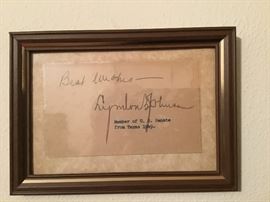 Best wishes —
Lyndon B Johnson
Member of U. S. Senate
from Texas 1949.